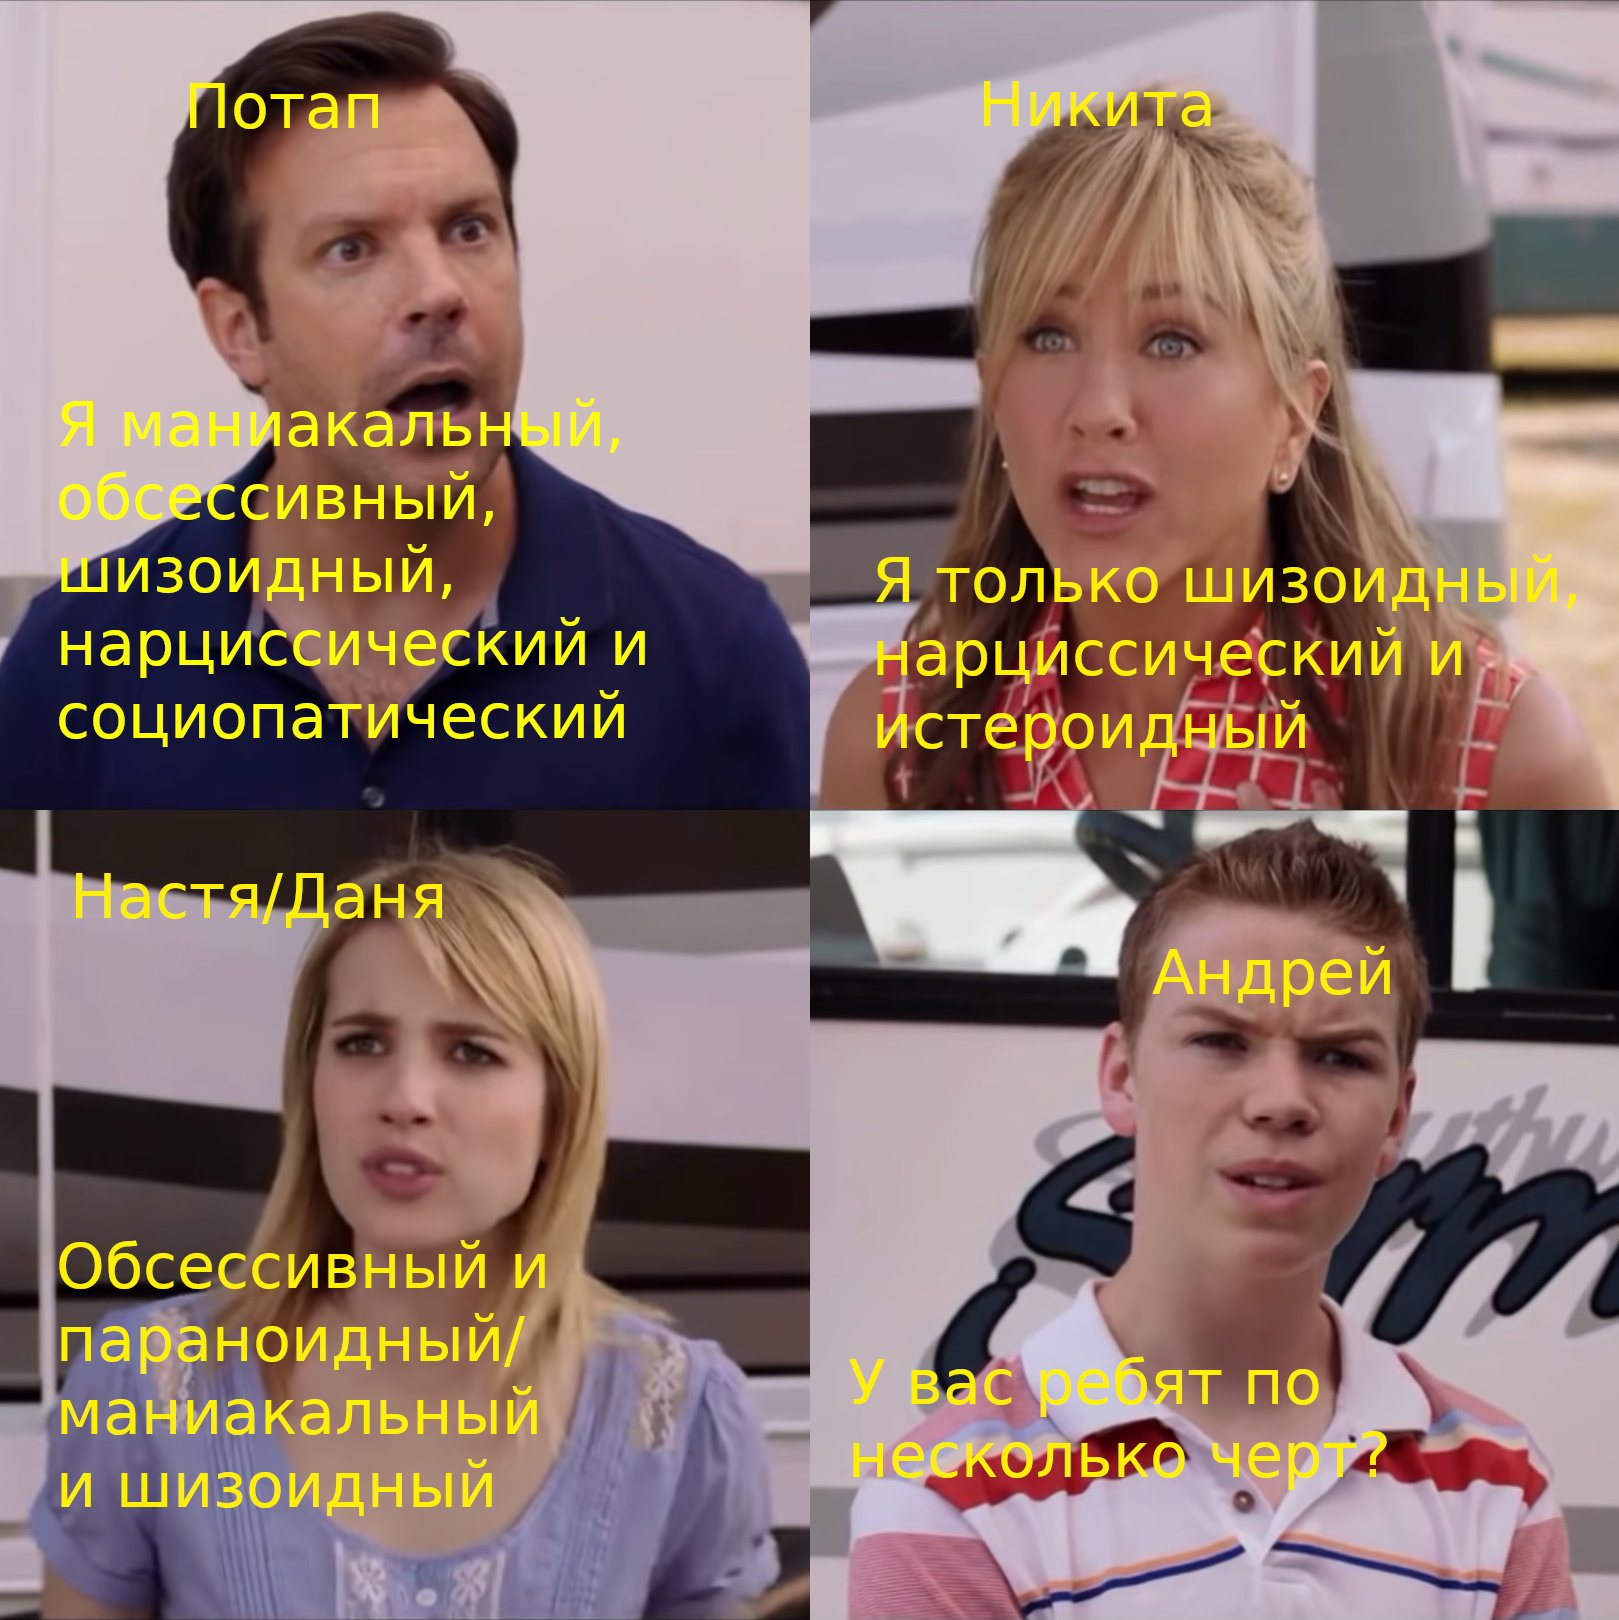 Потап
Я маниакальный,
обсессивный,
шизоидный,
нарциссический и
социопатический
Никита
Я только шизоидный,
нарциссический и
истероидный
Настя/Даня
Обсессивный и
параноидный/
маниакальный
и шизоидный
Андрей
У вас ребят по
несколько черт?